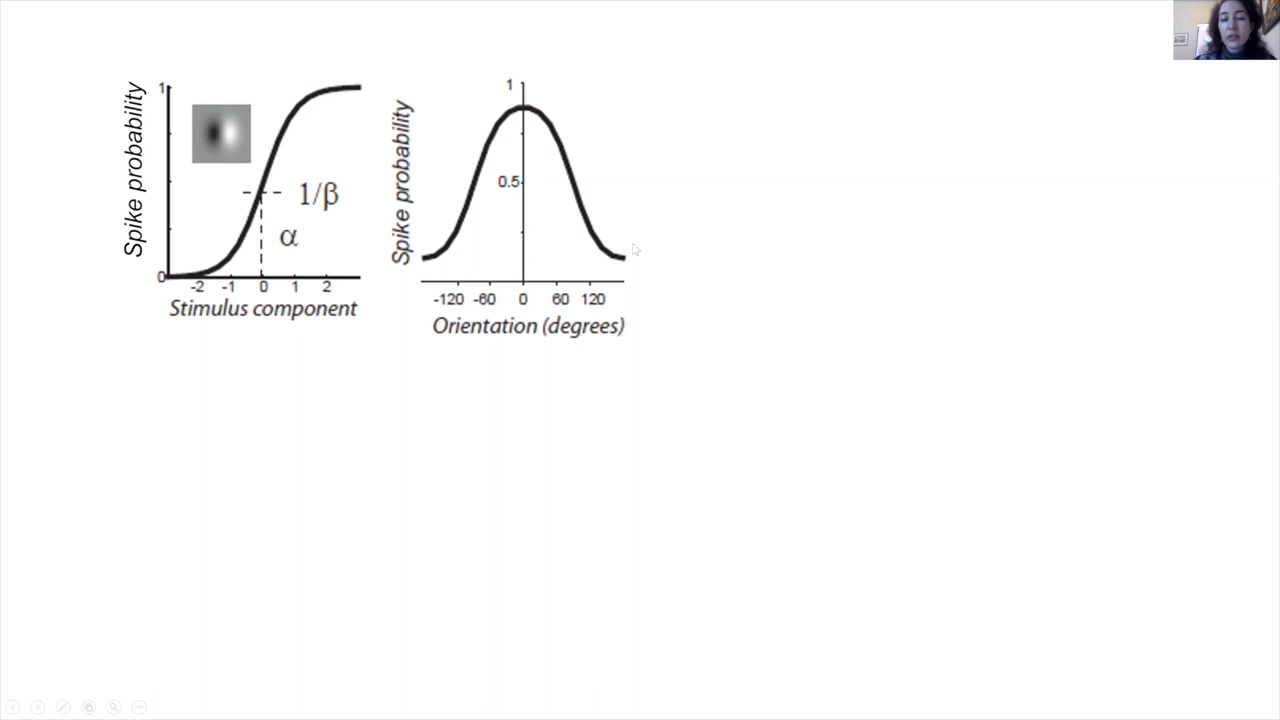 Spike probability
1
0
1/β
α
-2 -1 0 1 2
Stimulus component
Spike probability
1
0.5
-120 -60 0 60 120
Orientation (degrees)